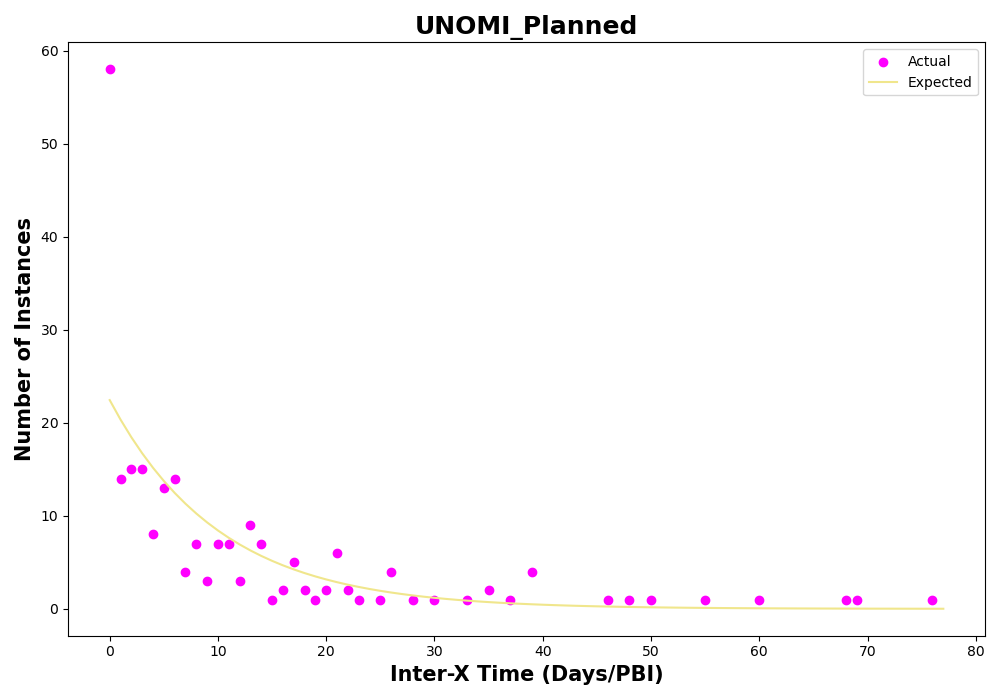 UNOMI_Planned
Actual
Expected
60
50
40
30
20
10
0
Number of Instances
0 10 20 30 40 50 60 70 80
Inter-X Time (Days/PBI)